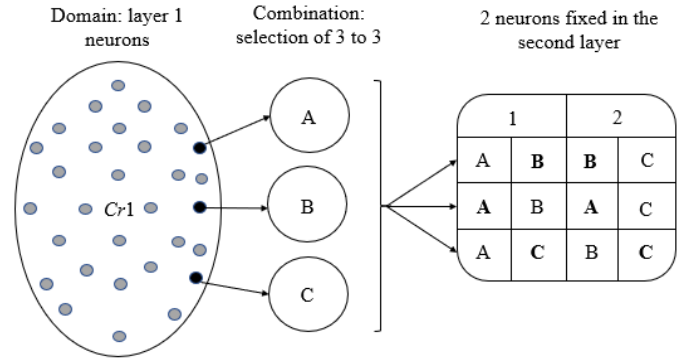 Domain: layer 1
neurons
Combination:
selection of 3 to 3
2 neurons fixed in the
second layer
Cr1
A
B
C
1 2
A B B C
A B A C
A C B C